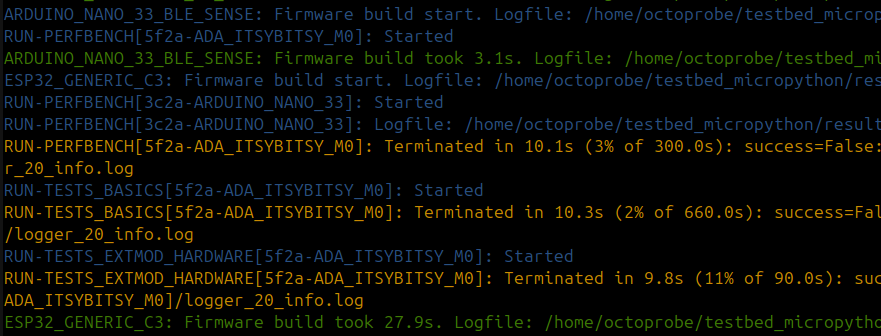 ARDUINO_NANO_33_BLE_SENSE: Firmware build start. Logfile: /home/octoprobe/testbed_microp
RUN-PERFBENCH[5f2a-ADA_ITSYBITSY_M0]: Started
ARDUINO_NANO_33_BLE_SENSE: Firmware build took 3.1s. Logfile: /home/octoprobe/testbed_mi
ESP32_GENERIC_C3: Firmware build start. Logfile: /home/octoprobe/testbed_micropython/res
RUN-PERFBENCH[3c2a-ARDUINO_NANO_33]: Started
RUN-PERFBENCH[3c2a-ARDUINO_NANO_33]: Logfile: /home/octoprobe/testbed_micropython/result
RUN-PERFBENCH[5f2a-ADA_ITSYBITSY_M0]: Terminated in 10.1s (3% of 300.0s): success=False:
r_20_info.log
RUN-TESTS_BASICS[5f2a-ADA_ITSYBITSY_M0]: Started
RUN-TESTS_BASICS[5f2a-ADA_ITSYBITSY_M0]: Terminated in 10.3s (2% of 660.0s): success=Fal
/logger_20_info.log
RUN-TESTS_EXTMOD_HARDWARE[5f2a-ADA_ITSYBITSY_M0]: Started
RUN-TESTS_EXTMOD_HARDWARE[5f2a-ADA_ITSYBITSY_M0]: Terminated in 9.8s (11% of 90.0s): suc
ADA_ITSYBITSY_M0]/logger_20_info.log
ESP32_GENERIC_C3: Firmware build took 27.9s. Logfile: /home/octoprobe/testbed_micropytho